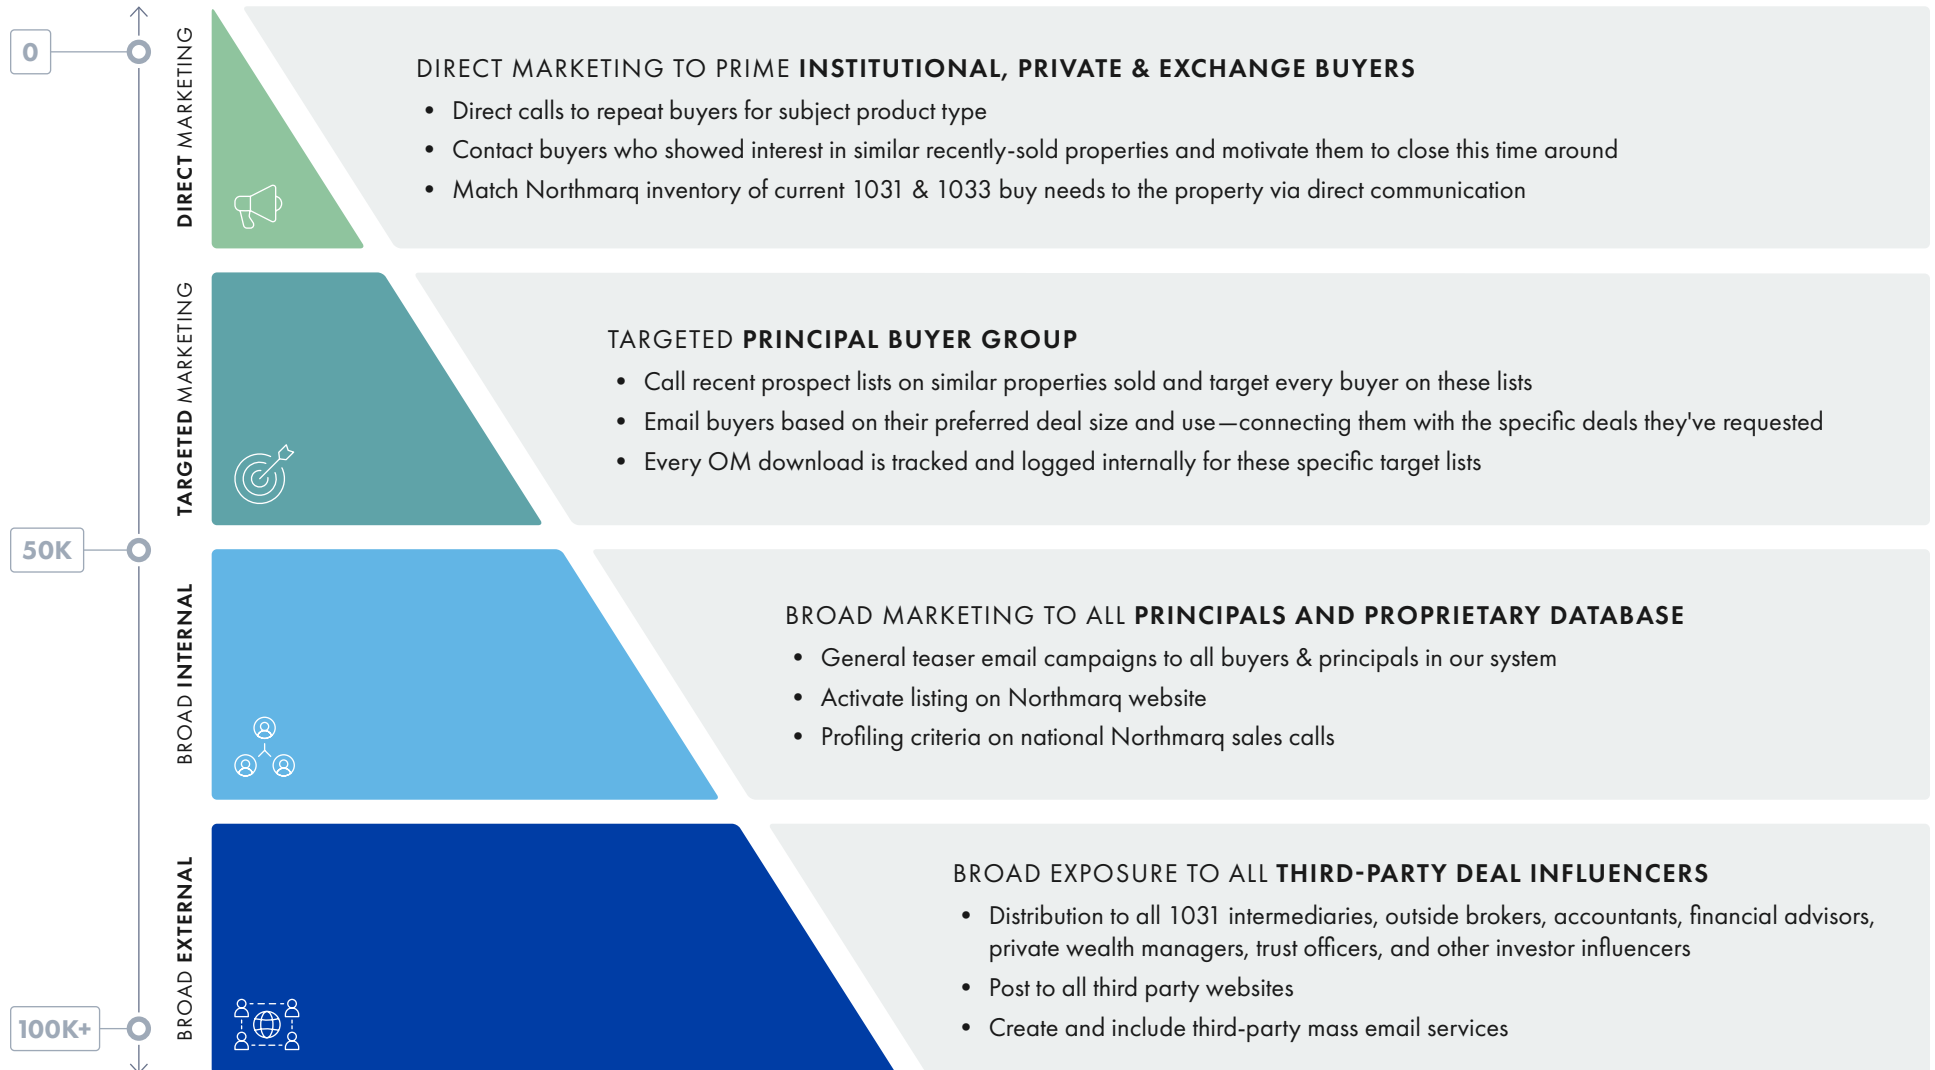 0
DIRECT MARKETING
DIRECT MARKETING TO PRIME INSTITUTIONAL, PRIVATE & EXCHANGE BUYERS
• Direct calls to repeat buyers for subject product type
• Contact buyers who showed interest in similar recently-sold properties and motivate them to close this time around
• Match Northmarq inventory of current 1031 & 1033 buy needs to the property via direct communication
TARGETED MARKETING
TARGETED PRINCIPAL BUYER GROUP
• Call recent prospect lists on similar properties sold and target every buyer on these lists
• Email buyers based on their preferred deal size and use—connecting them with the specific deals they've requested
• Every OM download is tracked and logged internally for these specific target lists
50K
BROAD INTERNAL
BROAD MARKETING TO ALL PRINCIPALS AND PROPRIETARY DATABASE
• General teaser email campaigns to all buyers & principals in our system
• Activate listing on Northmarq website
• Profiling criteria on national Northmarq sales calls
BROAD EXTERNAL
BROAD EXPOSURE TO ALL THIRD-PARTY DEAL INFLUENCERS
• Distribution to all 1031 intermediaries, outside brokers, accountants, financial advisors,
private wealth managers, trust officers, and other investor influencers
• Post to all third party websites
• Create and include third-party mass email services
100K+